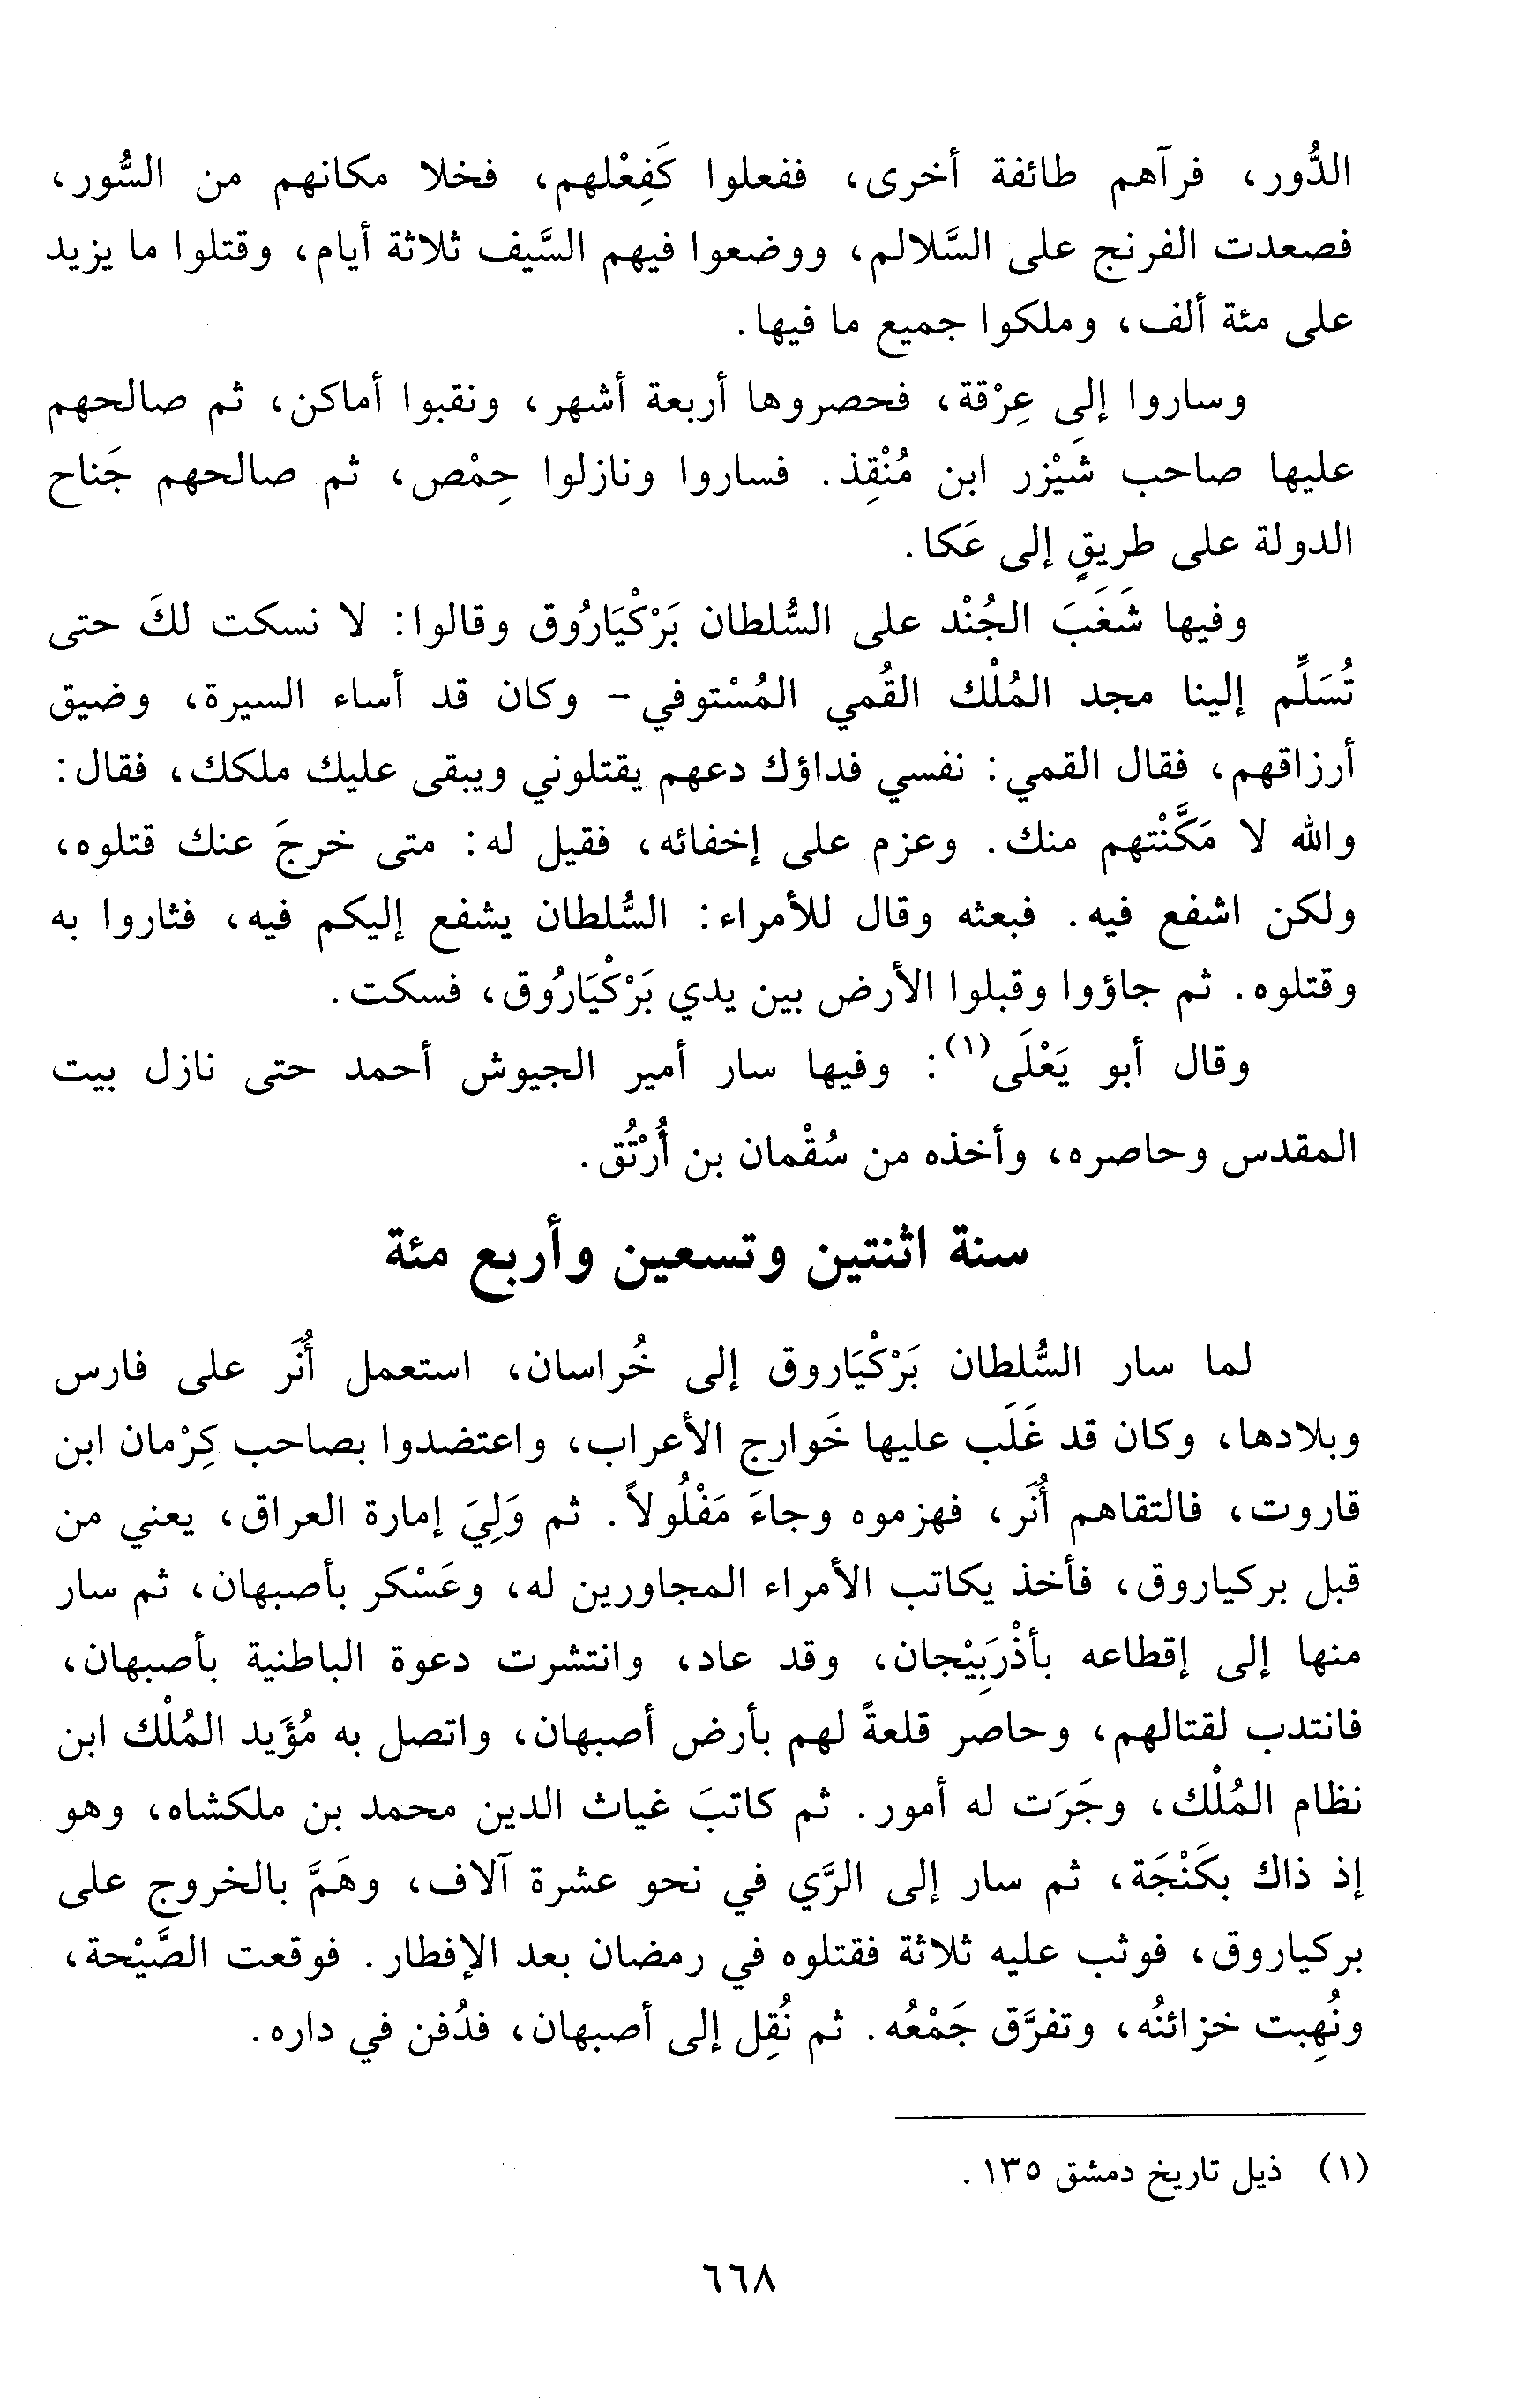 الدُّور، فرآهم طائفة أخرى، ففعلوا كَفِعْلهم، فخلا مكانهم من السُّور،
فصعدت الفرنج على السَّلالم، ووضعوا فيهم السَّيف ثلاثة أيام، وقتلوا ما يزيد
على مئة ألف، وملكوا جميع ما فيها.
وساروا إلى عِرْقة، فحصروها أربعة أشهر، ونقبوا أماكن، ثم صالحهم
عليها صاحب شَيْزر ابن مُنْقِذ. فساروا ونازلوا حِمْص، ثم صالحهم جَناح
الدولة على طريقٍ إلى عَكا.
وفيها شَغَبَ الجُنْد على السُّلطان بَرْكْيَارُوق وقالوا: لا نسكت لكَ حتى
تُسَلِّم إلينا مجد المُلْك القُمي المُسْتوفي - وكان قد أساء السيرة، وضيق
أرزاقهم، فقال القمي: نفسي فداؤك دعهم يقتلوني ويبقى عليك ملكك، فقال:
والله لا مَكَّنْتهم منك. وعزم على إخفائه، فقيل له: متى خرجَ عنك قتلوه،
ولكن اشفع فيه. فبعثه وقال للأمراء: السُّلطان يشفع إليكم فيه، فثاروا به
وقتلوه. ثم جاؤوا وقبلوا الأرض بين يدي بَرْكْيَارُوق، فسكت.
وقال أبو يَعْلَى(١): وفيها سار أمير الجيوش أحمد حتى نازل بيت
المقدس وحاصره، وأخذه من سُقْمان بن أُرْتُق.
سنة اثنتين وتسعين وأربع مئة
لما سار السُّلطان بَرْكْيَاروق إلى خُراسان، استعمل أُنَر على فارس
وبلادها، وكان قد غَلَب عليها خَوارج الأعراب، واعتضدوا بصاحب كِرْمان ابن
قاروت، فالتقاهم أُنَر، فهزموه وجاءَ مَفْلُولاً. ثم وَلِيَ إمارة العراق، يعني من
قبل بركياروق، فأخذ يكاتب الأمراء المجاورين له، وعَسْكر بأصبهان، ثم سار
منها إلى إقطاعه بأذْرَبِيْجان، وقد عاد، وانتشرت دعوة الباطنية بأصبهان،
فانتدب لقتالهم، وحاصر قلعةً لهم بأرض أصبهان، واتصل به مُؤَيد المُلْك ابن
نظام المُلْك، وجَرَت له أمور. ثم كاتبَ غياث الدين محمد بن ملكشاه، وهو
إذ ذاك بكَنْجَة، ثم سار إلى الرَّي في نحو عشرة آلاف، وهَمَّ بالخروج على
بركياروق، فوثب عليه ثلاثة فقتلوه في رمضان بعد الإفطار. فوقعت الصَّيْحة،
ونُهِبت خزائنُه، وتفرَّق جَمْعُه. ثم نُقِل إلى أصبهان، فدُفن في داره.
(١) ذيل تاريخ دمشق ١٣٥.
٦٦٨